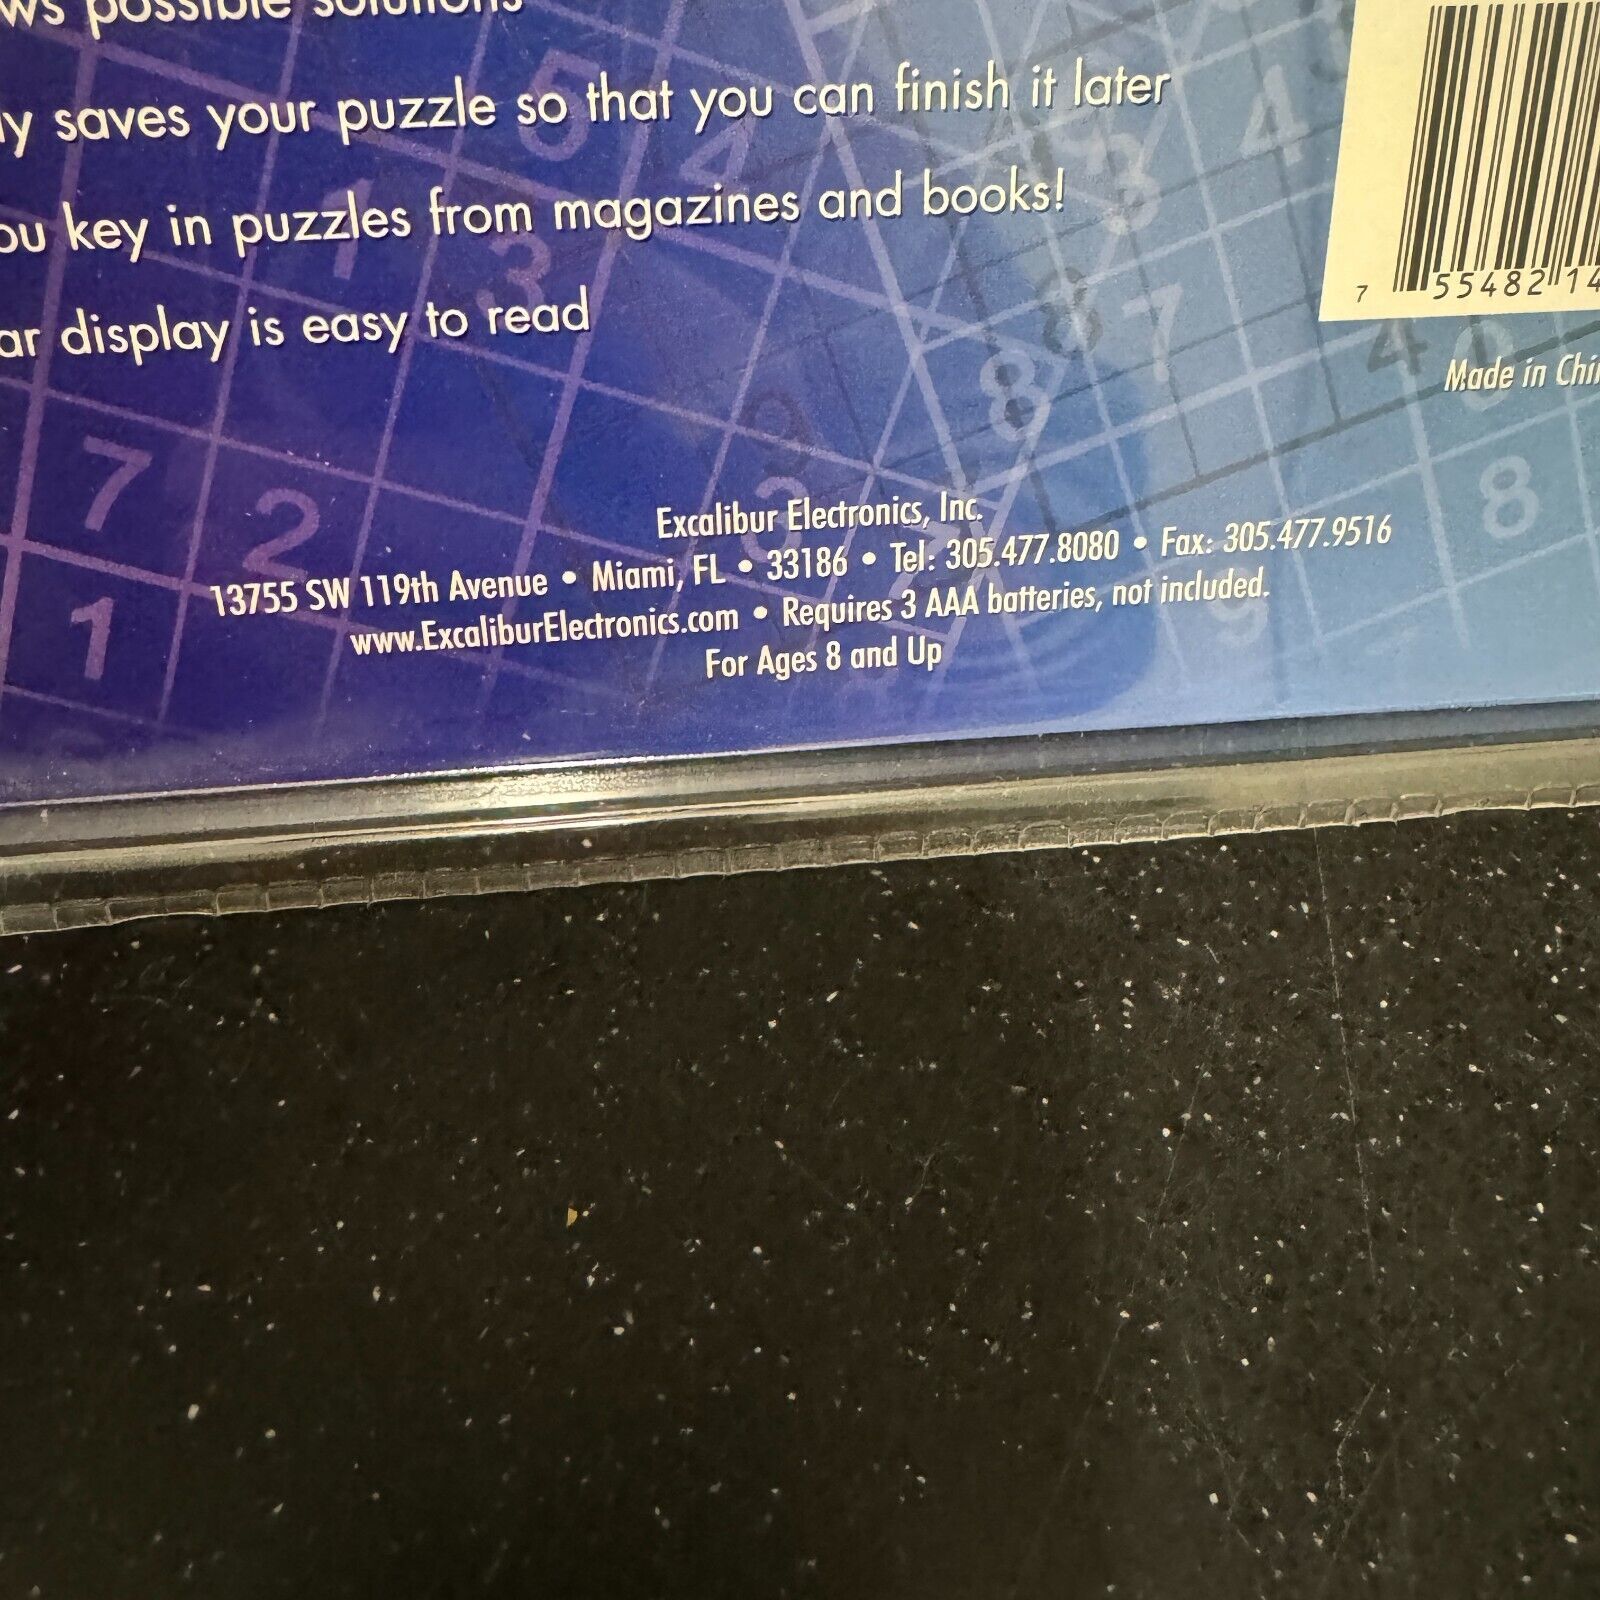 possible solutions
saves your puzzle so that you can finish it later
key in puzzles from magazines and books!
display is easy to read
7 55482 14
Made in
Excalibur Electronics, Inc.
13755 SW 119th Avenue • Miami, FL • 33186 • Tel: 305.477.8080 • Fax: 305.477.9516
www.ExcaliburElectronics.com • Requires 3 AAA batteries, not included.
For Ages 8 and Up